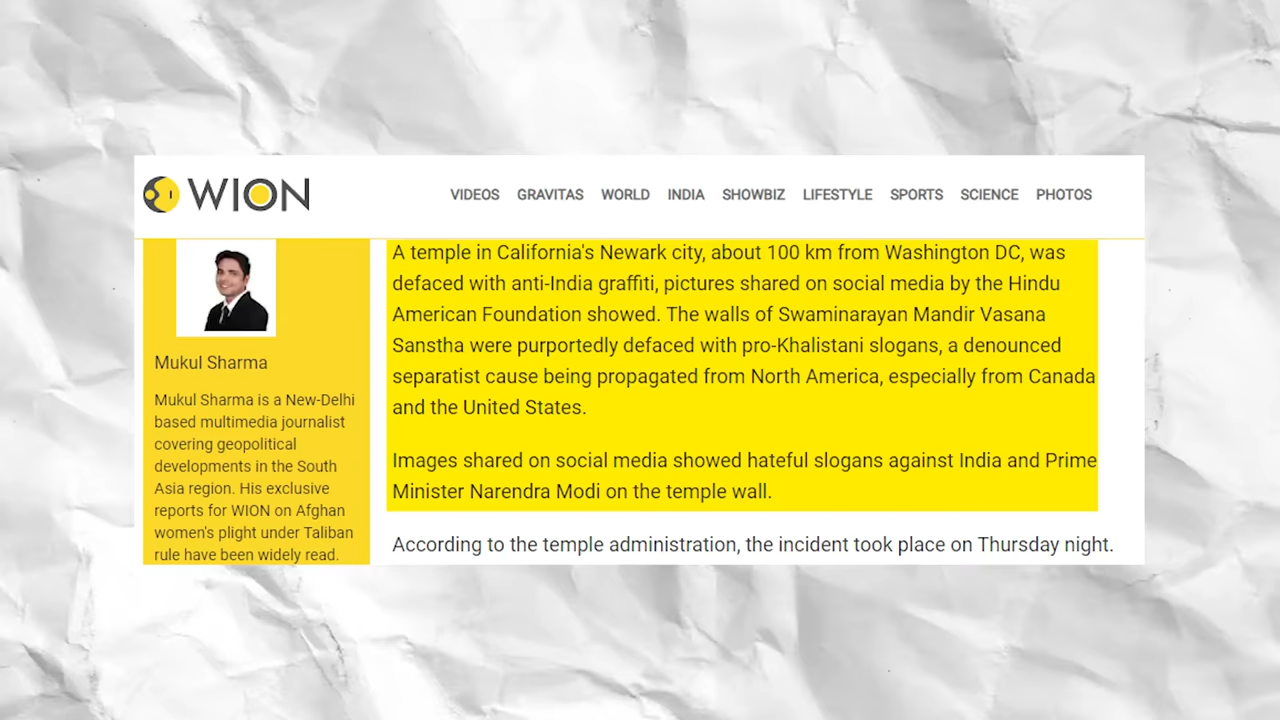 WION
VIDEOS GRAVITAS WORLD INDIA SHOWBIZ LIFESTYLE SPORTS SCIENCE PHOTOS
Mukul Sharma
Mukul Sharma is a New-Delhi
based multimedia journalist
covering geopolitical
developments in the South
Asia region. His exclusive
reports for WION on Afghan
women's plight under Taliban
rule have been widely read.
A temple in California's Newark city, about 100 km from Washington DC, was
defaced with anti-India graffiti, pictures shared on social media by the Hindu
American Foundation showed. The walls of Swaminarayan Mandir Vasana
Sanstha were purportedly defaced with pro-Khalistani slogans, a denounced
separatist cause being propagated from North America, especially from Canada
and the United States.
Images shared on social media showed hateful slogans against India and Prime
Minister Narendra Modi on the temple wall.
According to the temple administration, the incident took place on Thursday night.